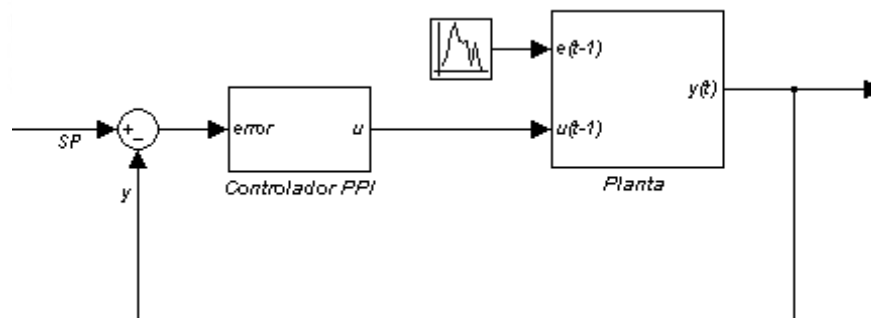 e(t-1)
y(t)
SP
+
-
error
u
u(t-1)
y
Controlador PPI
Planta